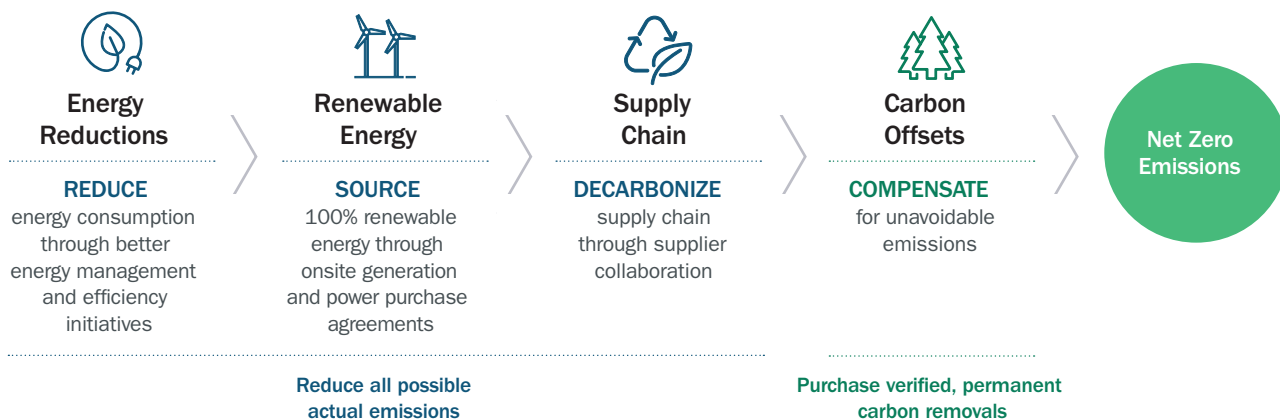 Energy
Reductions
REDUCE
energy consumption
through better
energy management
and efficiency
initiatives
Renewable
Energy
SOURCE
100% renewable
energy through
onsite generation
and power purchase
agreements
Supply
Chain
DECARBONIZE
supply chain
through supplier
collaboration
Carbon
Offsets
COMPENSATE
for unavoidable
emissions
Net Zero
Emissions
Reduce all possible
actual emissions
Purchase verified, permanent
carbon removals